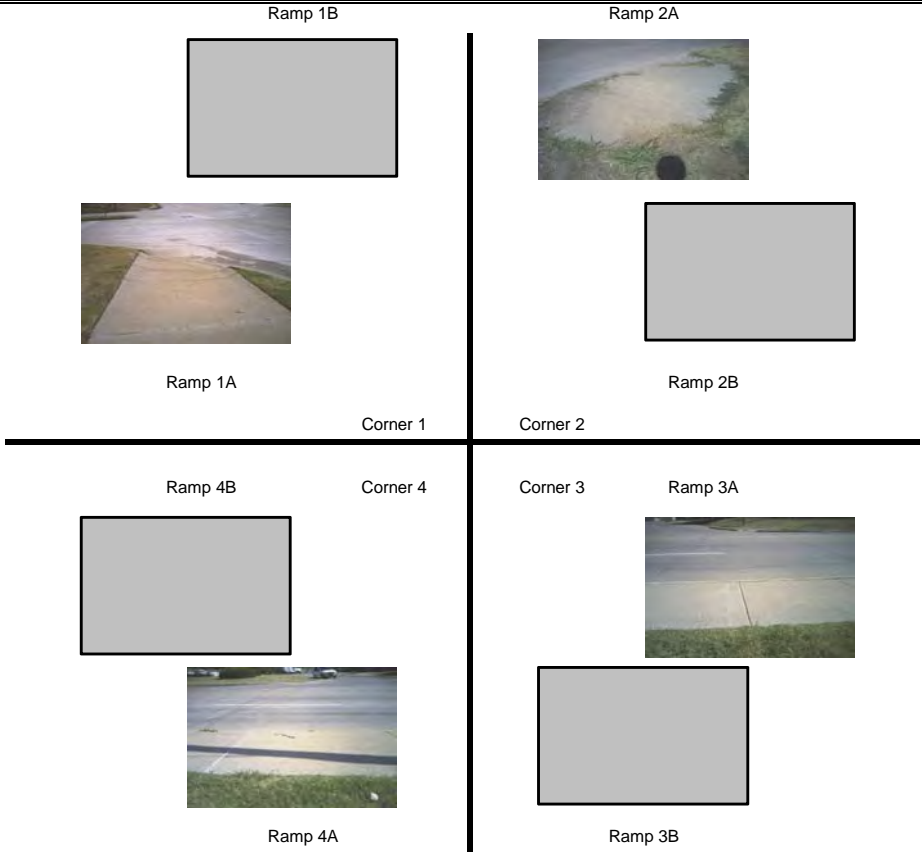 Ramp 1B Ramp 2A
Ramp 1A Ramp 2B
Corner 1 Corner 2
Ramp 4B Corner 4 Corner 3 Ramp 3A
Ramp 4A Ramp 3B